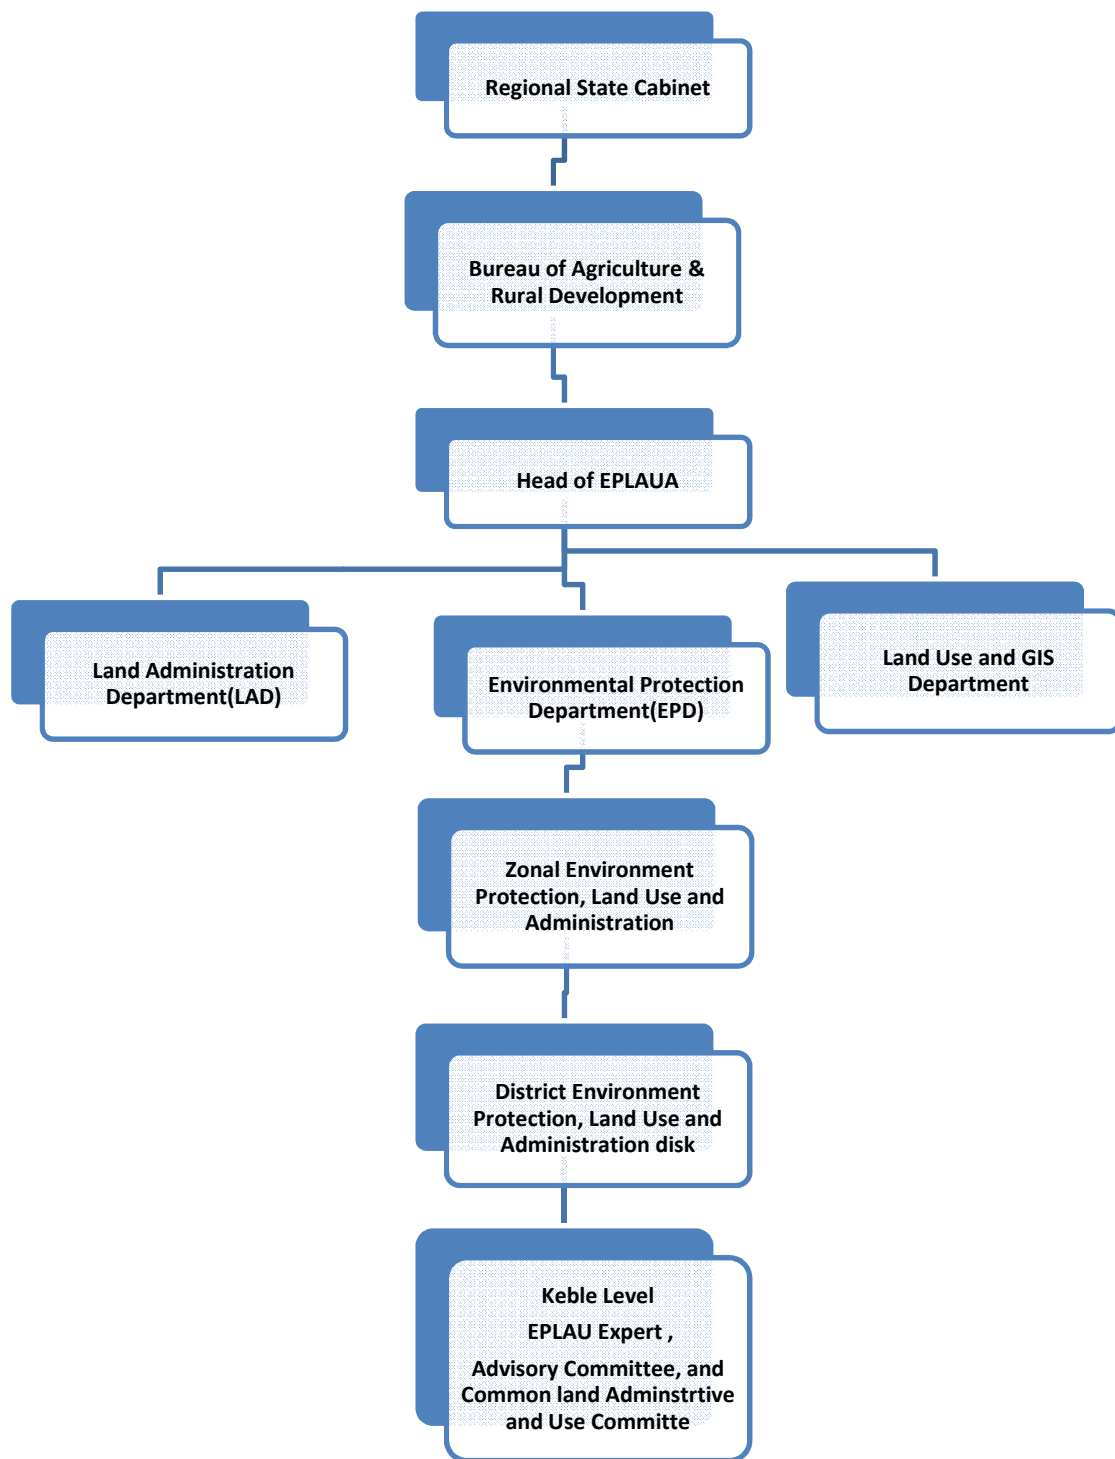 Regional State Cabinet
Bureau of Agriculture &
Rural Development
Head of EPLAUA
Land Administration
Department(LAD)
Environmental Protection
Department(EPD)
Land Use and GIS
Department
Zonal Environment
Protection, Land Use and
Administration
District Environment
Protection, Land Use and
Administration disk
Keble Level
EPLAU Expert ,
Advisory Committee, and
Common land Adminstrtive
and Use Committe